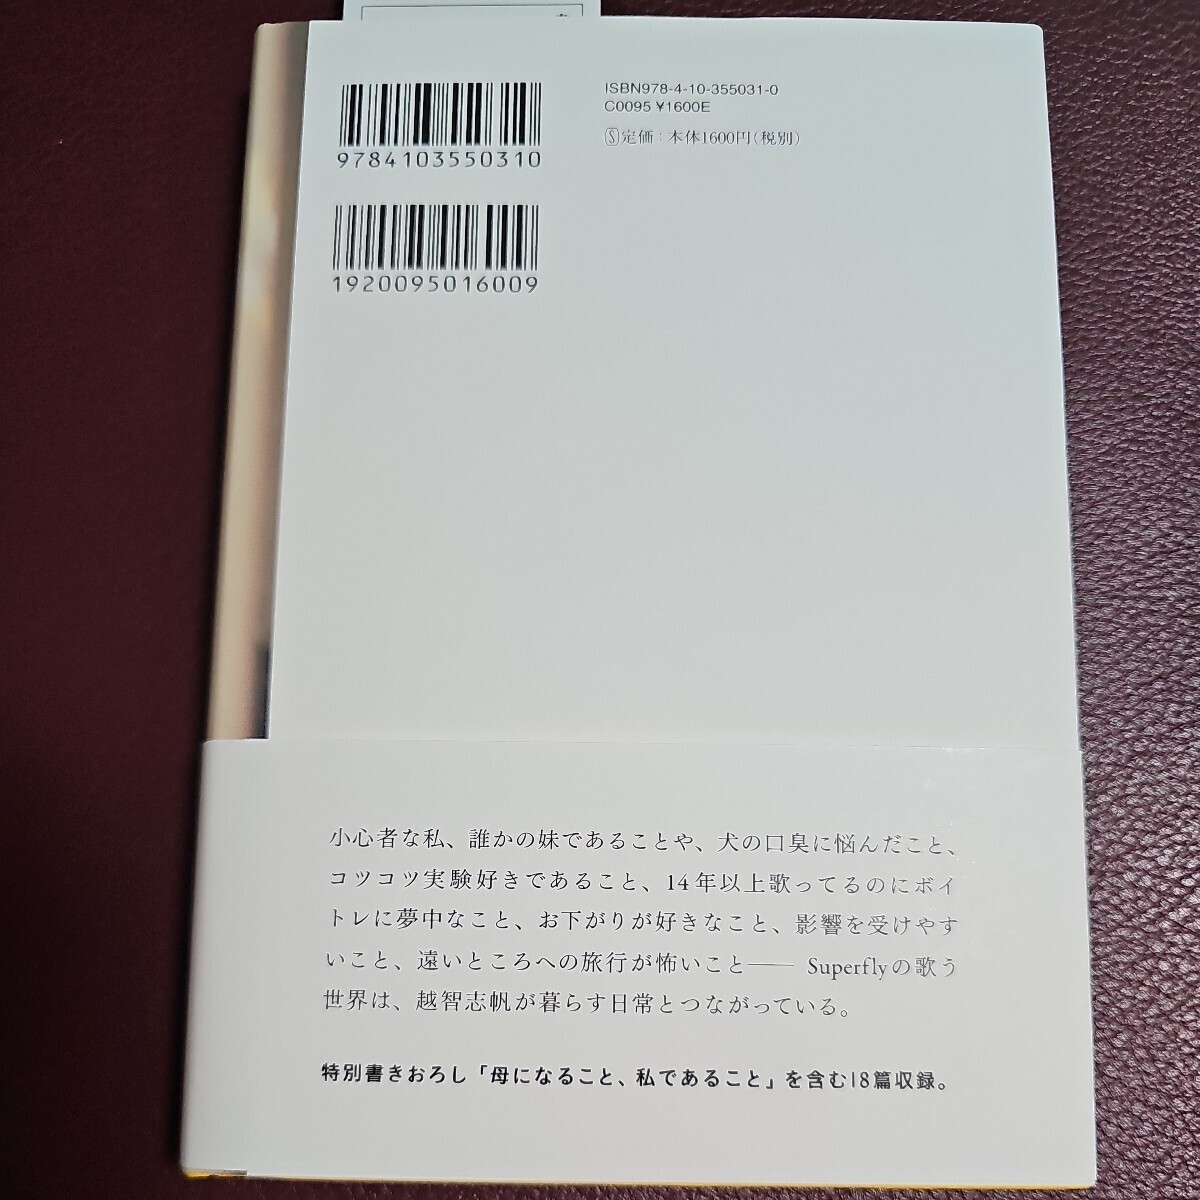 ISBN978-4-10-355031-0
C0095 ¥1600E
Ⓢ定価：本体1600円(税別)
9784103550310
1920095016009
小心者な私、誰かの妹であることや、犬の口臭に悩んだこと、
コツコツ実験好きであること、14年以上歌ってるのにボイ
トレに夢中なこと、お下がりが好きなこと、影響を受けやす
いこと、遠いところへの旅行が怖いこと―― Superflyの歌う
世界は、越智志帆が暮らす日常とつながっている。
特別書きおろし「母になること、私であること」を含む18篇収録。